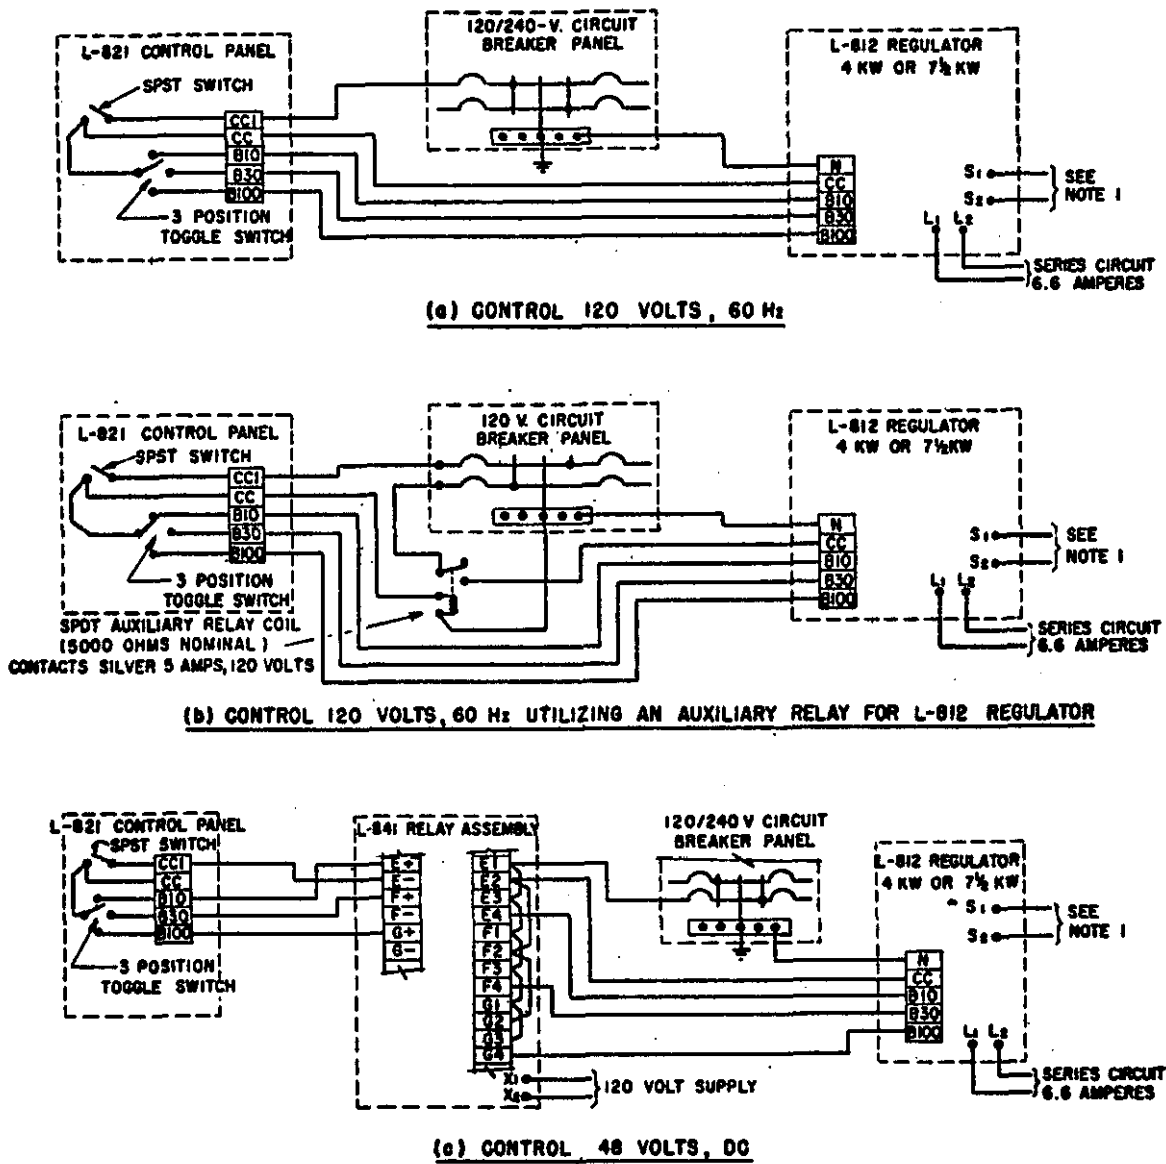 L-821 CONTROL PANEL
SPST SWITCH
CC1
CC
B10
B30
B100
3 POSITION
TOGGLE SWITCH
120/240-V. CIRCUIT
BREAKER PANEL
L-812 REGULATOR
4 KW OR 7½ KW
N
CC
B10
B30
B100
S1
S2
SEE
NOTE 1
L1 L2
SERIES CIRCUIT
6.6 AMPERES
(a) CONTROL 120 VOLTS, 60 Hz
L-821 CONTROL PANEL
SPST SWITCH
CC1
CC
B10
B30
B100
3 POSITION
TOGGLE SWITCH
SPDT AUXILIARY RELAY COIL
(5000 OHMS NOMINAL)
CONTACTS SILVER 5 AMPS, 120 VOLTS
120 V. CIRCUIT
BREAKER PANEL
L-812 REGULATOR
4 KW OR 7½KW
N
CC
B10
B30
B100
S1
S2
SEE
NOTE 1
L1 L2
SERIES CIRCUIT
6.6 AMPERES
(b) CONTROL 120 VOLTS, 60 Hz UTILIZING AN AUXILIARY RELAY FOR L-812 REGULATOR
L-821 CONTROL PANEL
SPST SWITCH
CC1
CC
B10
B30
B100
3 POSITION
TOGGLE SWITCH
L-841 RELAY ASSEMBLY
E+
E-
F+
F-
G+
G-
E1
E2
E3
E4
F1
F2
F3
F4
G1
G2
G3
G4
X1
X2
120 VOLT SUPPLY
120/240 V CIRCUIT
BREAKER PANEL
L-812 REGULATOR
4 KW OR 7½ KW
N
CC
B10
B30
B100
S1
S2
SEE
NOTE 1
L1 L2
SERIES CIRCUIT
6.6 AMPERES
(c) CONTROL 48 VOLTS, DC